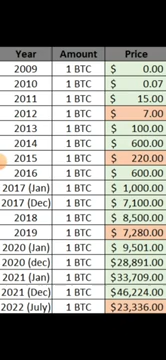 Year Amount Price
2009 1 BTC $ 0.00
2010 1 BTC $ 0.07
2011 1 BTC $ 15.00
2012 1 BTC $ 7.00
2013 1 BTC $ 100.00
2014 1 BTC $ 600.00
2015 1 BTC $ 220.00
2016 1 BTC $ 600.00
2017 (Jan) 1 BTC $ 1,000.00
2017 (Dec) 1 BTC $ 7,100.00
2018 1 BTC $ 8,500.00
2019 1 BTC $ 7,280.00
2020 (Jan) 1 BTC $ 9,501.00
2020 (dec) 1 BTC $28,891.00
2021 (Jan) 1 BTC $33,709.00
2021 (Dec) 1 BTC $46,224.00
2022 (July) 1 BTC $23,336.00